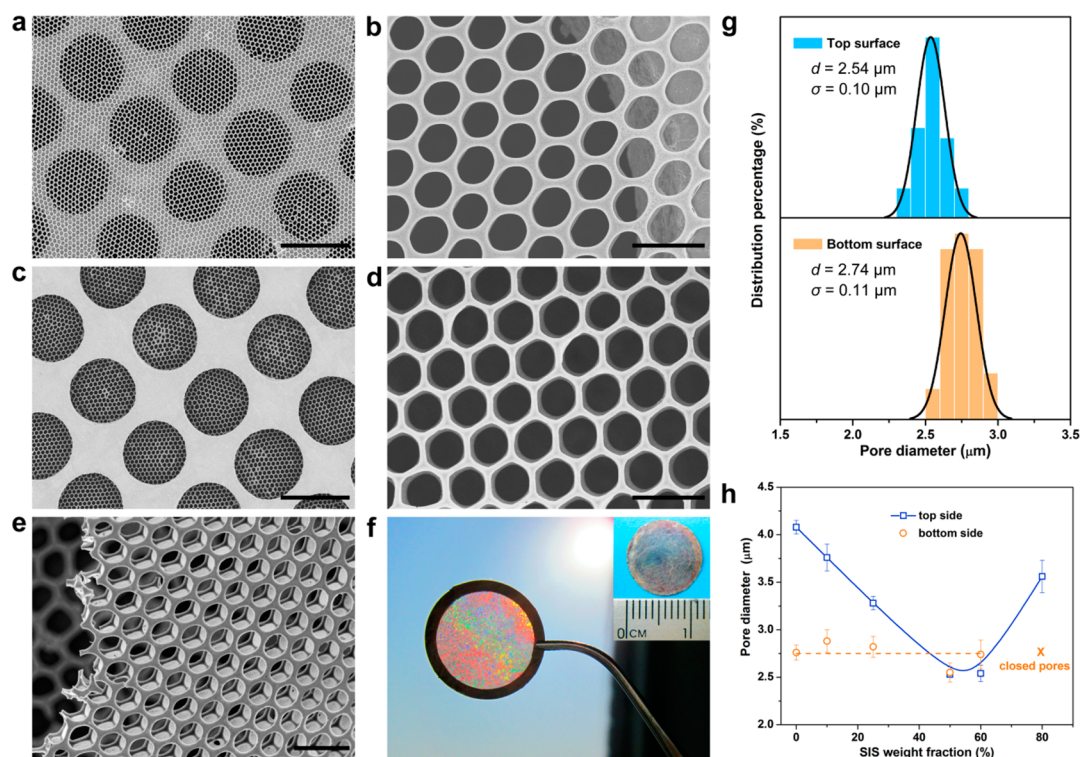 a
b
c
d
e
f
0 CM 1
g
Top surface
d = 2.54 µm
σ = 0.10 µm
Bottom surface
d = 2.74 µm
σ = 0.11 µm
Distribution percentage (%)
1.5 2.0 2.5 3.0 3.5
Pore diameter (µm)
h
top side
bottom side
4.5
4.0
3.5
3.0
2.5
2.0
Pore diameter (µm)
X
closed pores
0 20 40 60 80
SIS weight fraction (%)